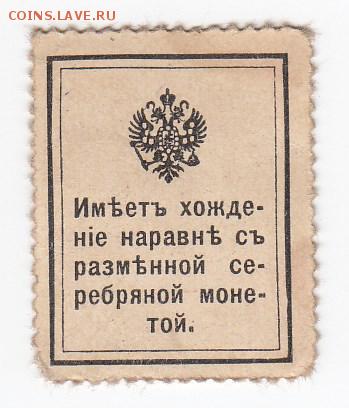 COINS.LAVE.RU
Имѣетъ хожде-
ніе наравнѣ съ
размѣнной се-
ребряной моне-
той.